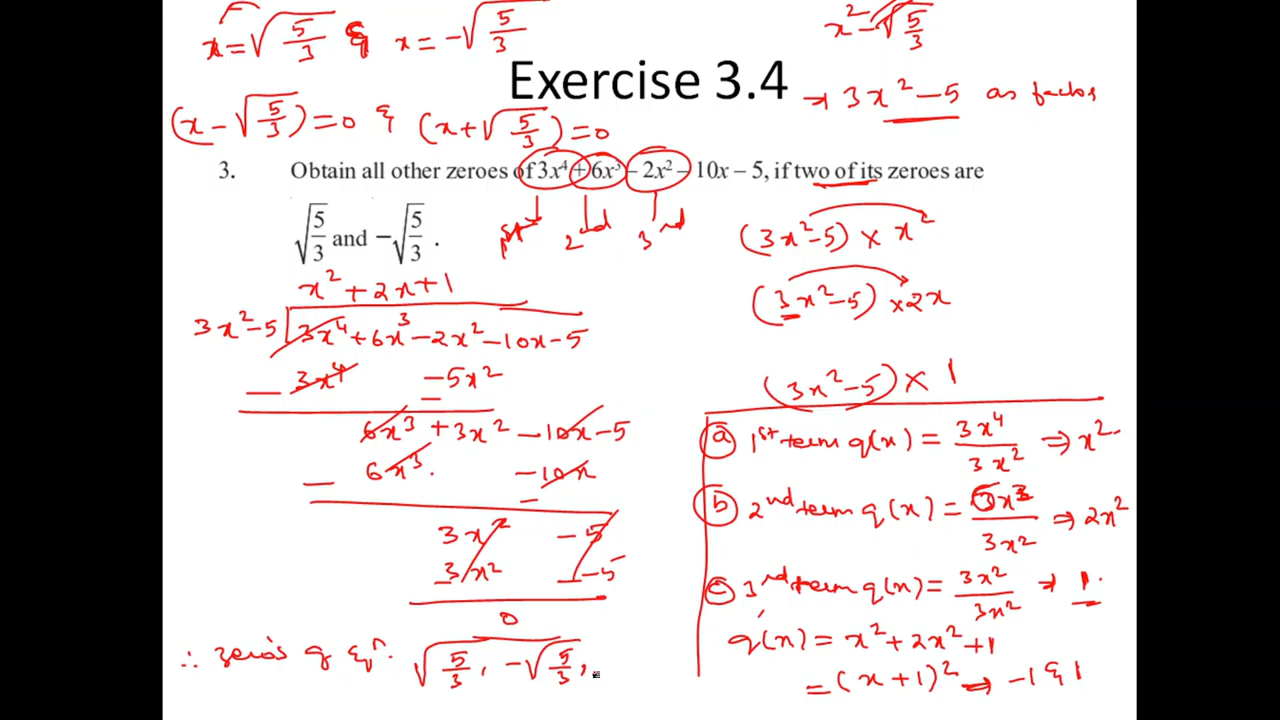 x=√5/3 & x=-√5/3
x²-√5/3
Exercise 3.4
→ 3x²-5 as factor
(x-√5/3)=0 & (x+√5/3)=0
3. Obtain all other zeroes of 3x⁴ + 6x³ – 2x² – 10x – 5, if two of its zeroes are
√5/3 and –√5/3 .
1st 2nd 3rd
(3x²-5) × x²
(3x²-5) ×2x
(3x²-5) × 1
x²+2x+1
3x²-5 3x⁴+6x³-2x²-10x-5
- 3x⁴ -5x²
-
6x³+3x²-10x-5
- 6x³ -10x
-
3x² -5
-3x² -5
0
∴ zero's of eqn. √5/3, -√5/3,
(a) 1st term q(x) = 3x⁴/3x² ⇒ x²
(b) 2nd term q(x) = 6x³/3x² ⇒ 2x²
(c) 3rd term q(x) = 3x²/3x² → 1.
q(x) = x²+2x²+1
=(x+1)² → -1 & 1